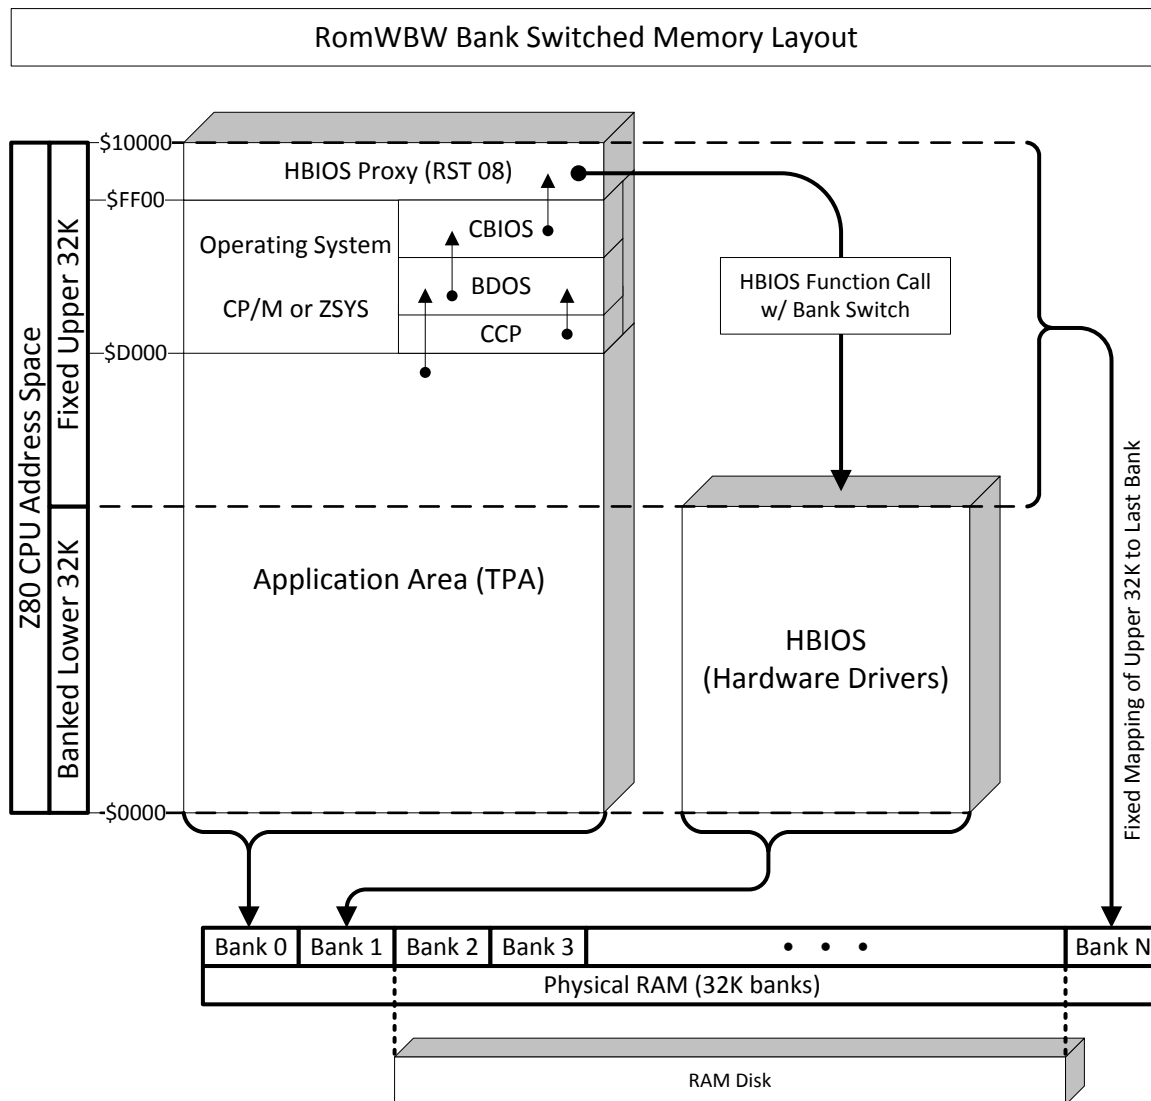 RomWBW Bank Switched Memory Layout
$10000
HBIOS Proxy (RST 08)
$FF00
CBIOS
Operating System
BDOS
CP/M or ZSYS
CCP
$D000
HBIOS Function Call
w/ Bank Switch
Z80 CPU Address Space
Fixed Upper 32K
Banked Lower 32K
Application Area (TPA)
HBIOS
(Hardware Drivers)
Fixed Mapping of Upper 32K to Last Bank
$0000
Bank 0 Bank 1 Bank 2 Bank 3 • • • Bank N
Physical RAM (32K banks)
RAM Disk